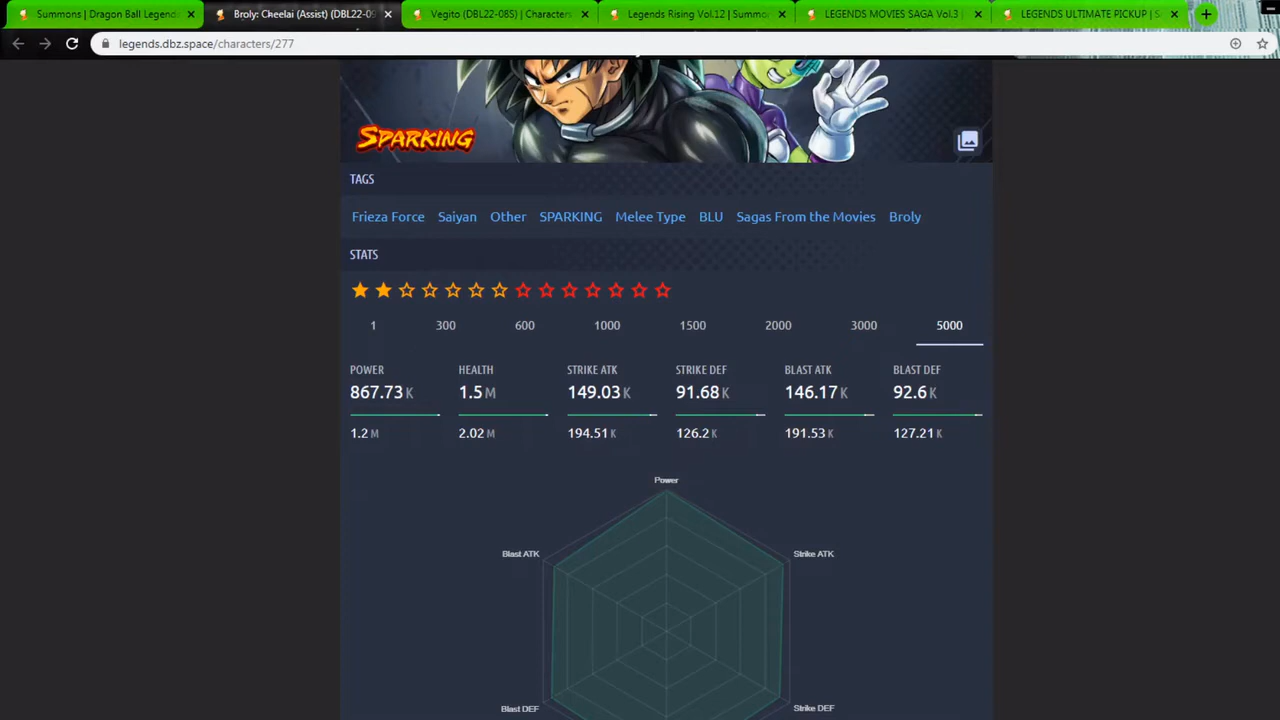 Summons | Dragon Ball Legends Broly: Cheelai (Assist) (DBL22-09 Vegito (DBL22-08S) | Characters Legends Rising Vol.12 | Summo LEGENDS MOVIES SAGA Vol.3 | LEGENDS ULTIMATE PICKUP | S
legends.dbz.space/characters/277
SPARKING
TAGS
Frieza Force Saiyan Other SPARKING Melee Type BLU Sagas From the Movies Broly
STATS
1 300 600 1000 1500 2000 3000 5000
POWER HEALTH STRIKE ATK STRIKE DEF BLAST ATK BLAST DEF
867.73 K 1.5 M 149.03 K 91.68 K 146.17 K 92.6 K
1.2 M 2.02 M 194.51 K 126.2 K 191.53 K 127.21 K
Power
Blast ATK Strike ATK
Blast DEF Strike DEF